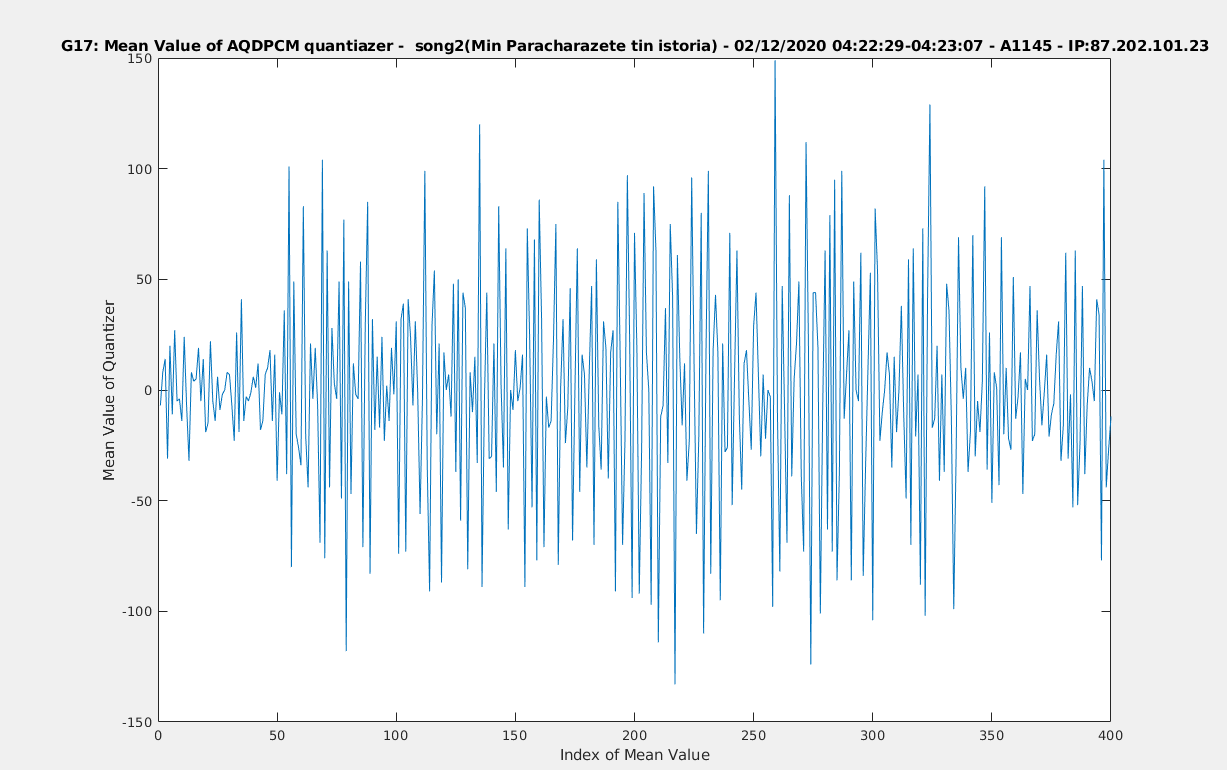 G17: Mean Value of AQDPCM quantiazer -  song2(Min Paracharazete tin istoria) - 02/12/2020 04:22:29-04:23:07 - A1145 - IP:87.202.101.23
150
100
50
0
-50
-100
-150
Mean Value of Quantizer
0 50 100 150 200 250 300 350 400
Index of Mean Value